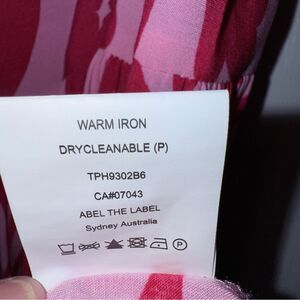 WARM IRON
DRYCLEANABLE (P)
TPH9302B6
CA#07043
ABEL THE LABEL
Sydney Australia
P